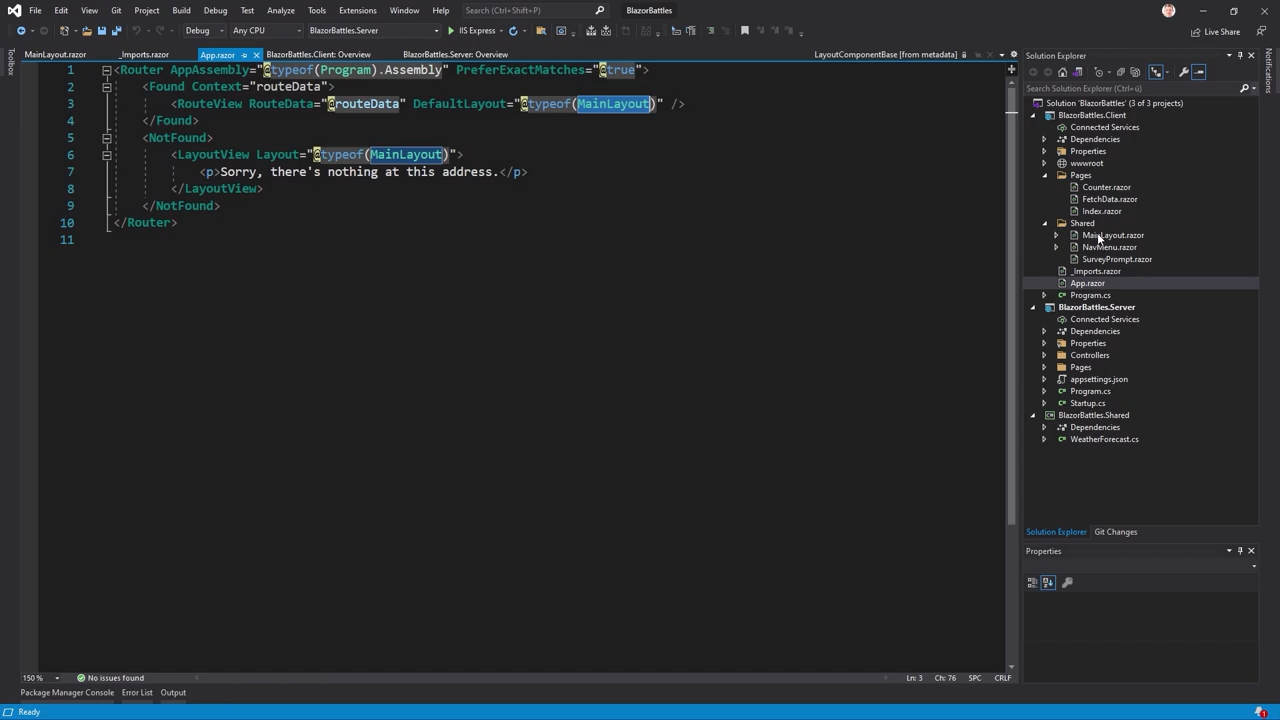 File Edit View Git Project Build Debug Test Analyze Tools Extensions Window Help Search (Ctrl+Q) BlazorBattles
Debug Any CPU BlazorBattles.Server IIS Express Live Share
MainLayout.razor _Imports.razor App.razor BlazorBattles.Client: Overview BlazorBattles.Server: Overview LayoutComponentBase [from metadata]
Toolbox
Notifications
1 <Router AppAssembly="@typeof(Program).Assembly" PreferExactMatches="@true">
2 <Found Context="routeData">
3 <RouteView RouteData="@routeData" DefaultLayout="@typeof(MainLayout)" />
4 </Found>
5 <NotFound>
6 <LayoutView Layout="@typeof(MainLayout)">
7 <p>Sorry, there's nothing at this address.</p>
8 </LayoutView>
9 </NotFound>
10 </Router>
11
Solution Explorer
Search Solution Explorer (Ctrl+ü)
Solution 'BlazorBattles' (3 of 3 projects)
BlazorBattles.Client
Connected Services
Dependencies
Properties
wwwroot
Pages
Counter.razor
FetchData.razor
Index.razor
Shared
MainLayout.razor
NavMenu.razor
SurveyPrompt.razor
_Imports.razor
App.razor
Program.cs
BlazorBattles.Server
Connected Services
Dependencies
Properties
Controllers
Pages
appsettings.json
Program.cs
Startup.cs
BlazorBattles.Shared
Dependencies
WeatherForecast.cs
Solution Explorer Git Changes
Properties
150 % No issues found Ln: 3 Ch: 76 SPC CRLF
Package Manager Console Error List Output
Ready 1